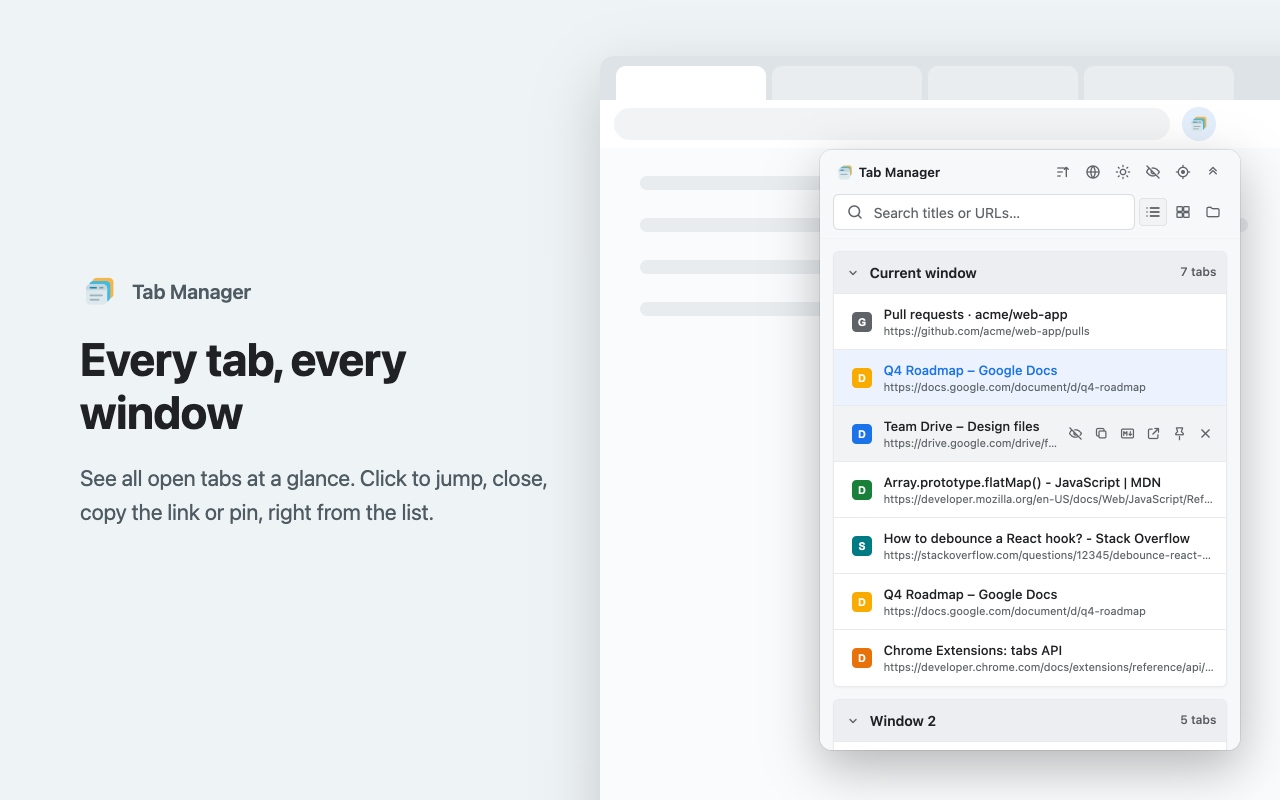 Tab Manager
Every tab, every
window
See all open tabs at a glance. Click to jump, close,
copy the link or pin, right from the list.
Tab Manager
Search titles or URLs...
Current window 7 tabs
G Pull requests · acme/web-app
https://github.com/acme/web-app/pulls
D Q4 Roadmap – Google Docs
https://docs.google.com/document/d/q4-roadmap
D Team Drive – Design files
https://drive.google.com/drive/f...
D Array.prototype.flatMap() - JavaScript | MDN
https://developer.mozilla.org/en-US/docs/Web/JavaScript/Ref...
S How to debounce a React hook? - Stack Overflow
https://stackoverflow.com/questions/12345/debounce-react-...
D Q4 Roadmap – Google Docs
https://docs.google.com/document/d/q4-roadmap
D Chrome Extensions: tabs API
https://developer.chrome.com/docs/extensions/reference/api/...
Window 2 5 tabs